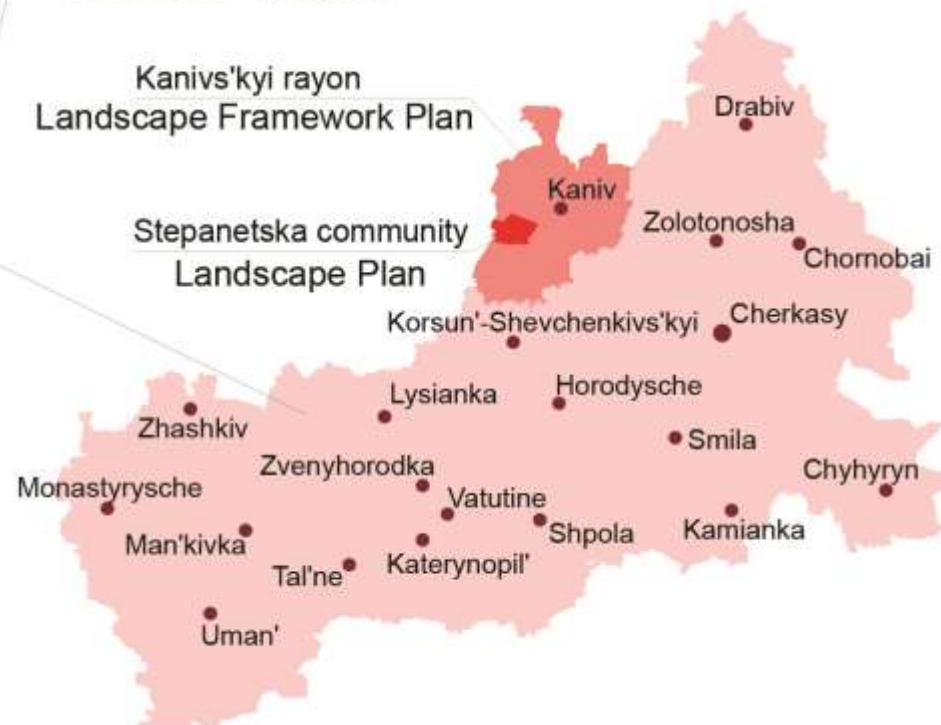 Kanivs'kyi rayon
Landscape Framework Plan
Drabiv
Kaniv
Stepanetska community
Landscape Plan
Zolotonosha
Chornobai
Korsun'-Shevchenkivs'kyi
Cherkasy
Lysianka
Horodysche
Zhashkiv
Smila
Zvenyhorodka
Chyhyryn
Monastyrysche
Vatutine
Shpola
Kamianka
Man'kivka
Katerynopil'
Tal'ne
Uman'